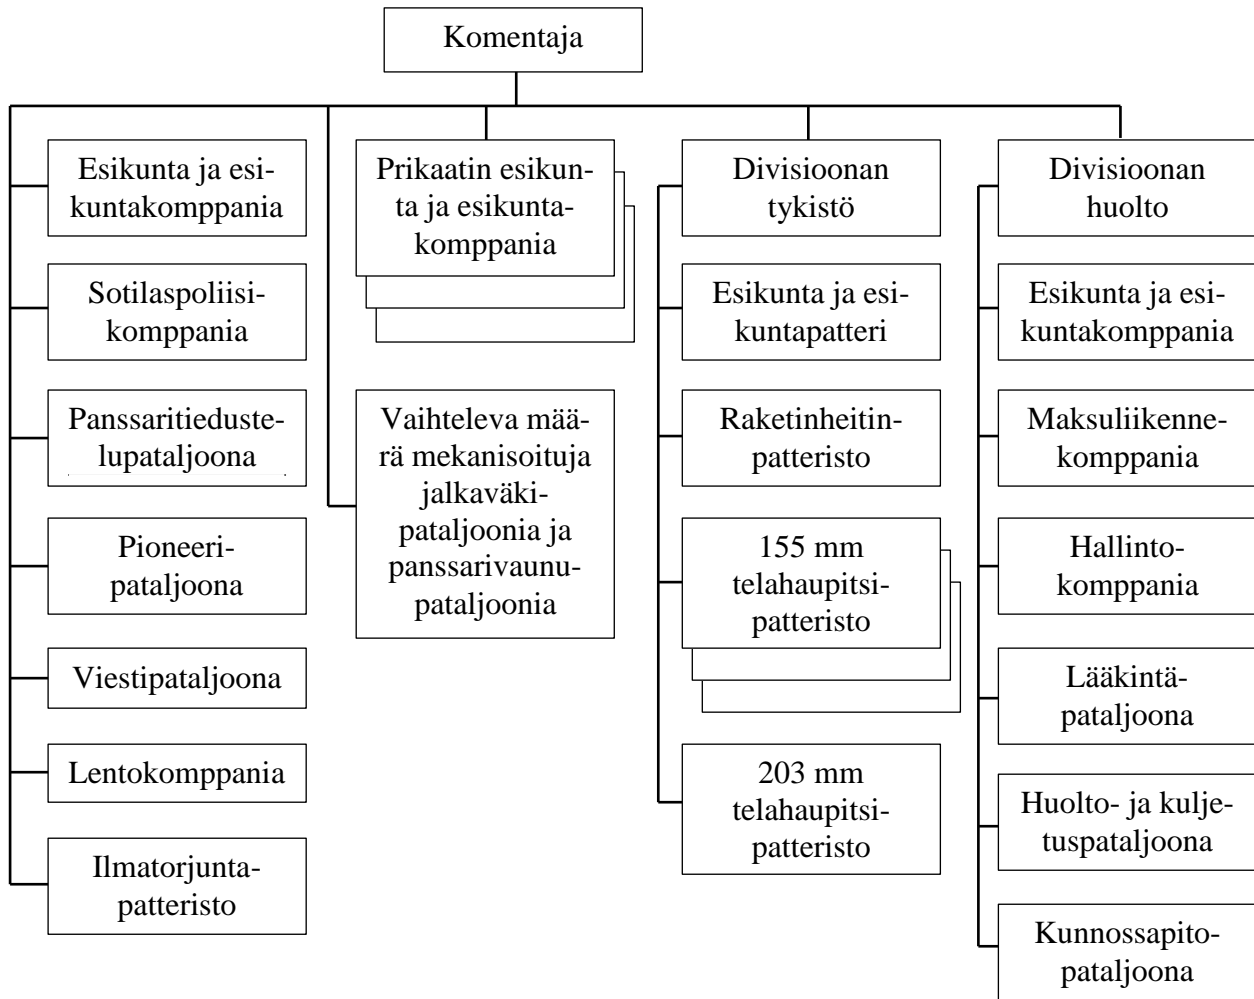 Komentaja
Esikunta ja esi-
kuntakomppania
Sotilaspoliisi-
komppania
Panssaritieduste-
lupataljoona
Pioneeri-
pataljoona
Viestipataljoona
Lentokomppania
Ilmatorjunta-
patteristo
Prikaatin esikun-
ta ja esikunta-
komppania
Vaihteleva mää-
rä mekanisoituja
jalkaväki-
pataljoonia ja
panssarivaunu-
pataljoonia
Divisioonan
tykistö
Esikunta ja esi-
kuntapatteri
Raketinheitin-
patteristo
155 mm
telahaupitsi-
patteristo
203 mm
telahaupitsi-
patteristo
Divisioonan
huolto
Esikunta ja esi-
kuntakomppania
Maksuliikenne-
komppania
Hallinto-
komppania
Lääkintä-
pataljoona
Huolto- ja kulje-
tuspataljoona
Kunnossapito-
pataljoona